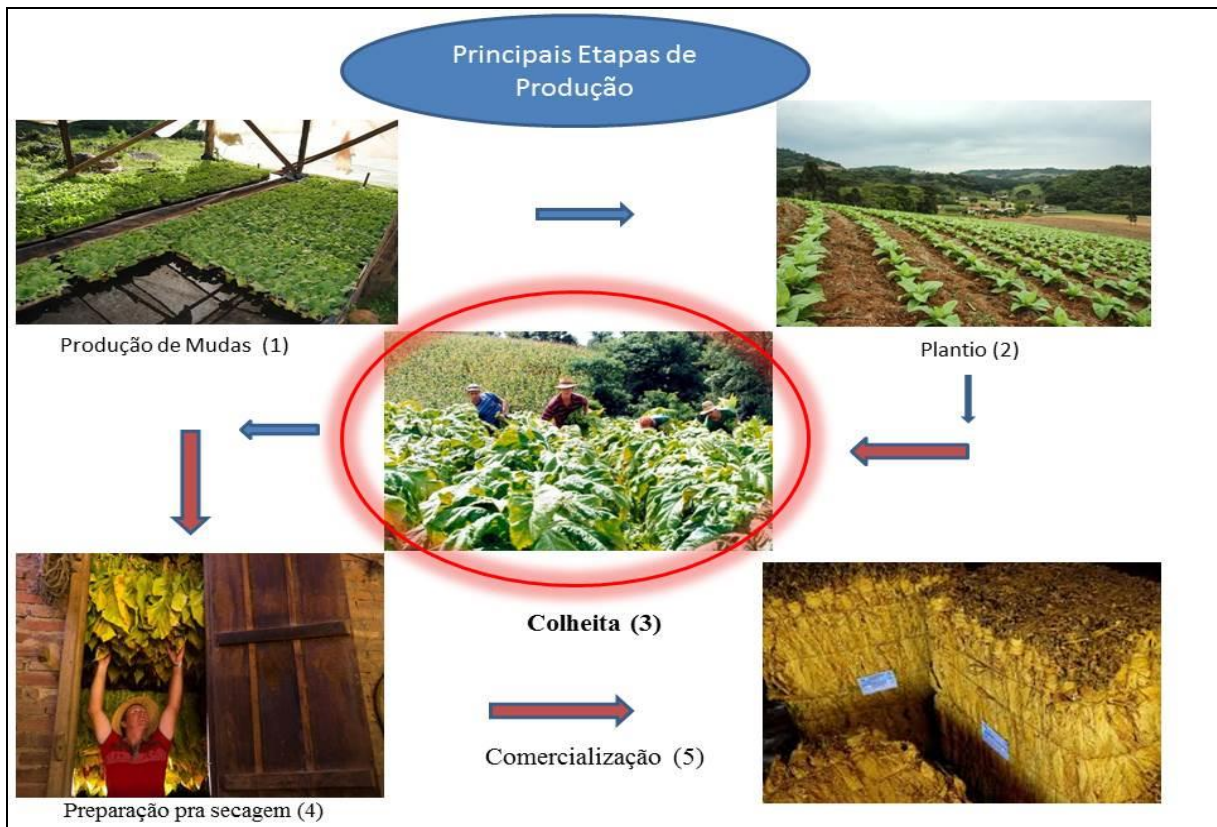 Principais Etapas de
Produção
Produção de Mudas (1)
Plantio (2)
Colheita (3)
Preparação pra secagem (4)
Comercialização (5)